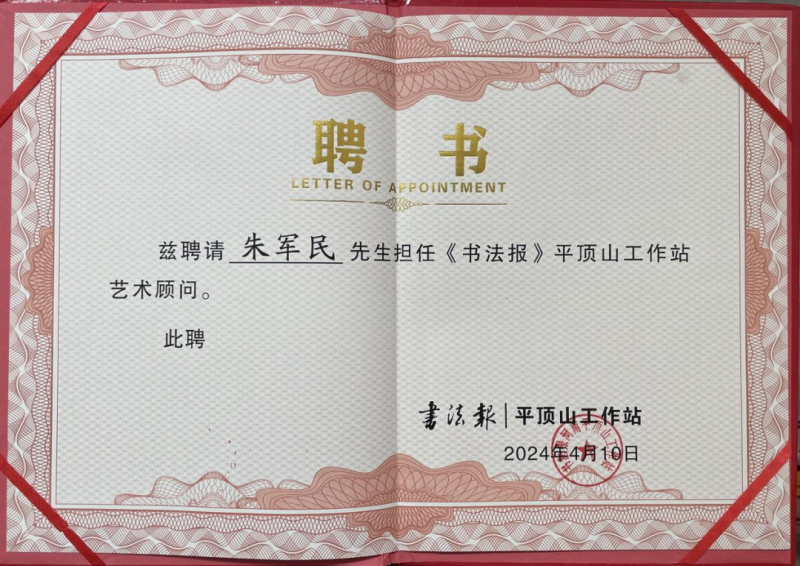 聘 书
LETTER OF APPOINTMENT
兹聘请 朱军民 先生担任《书法报》平顶山工作站
艺术顾问。
此聘
书法报|平顶山工作站
2024年4月10日